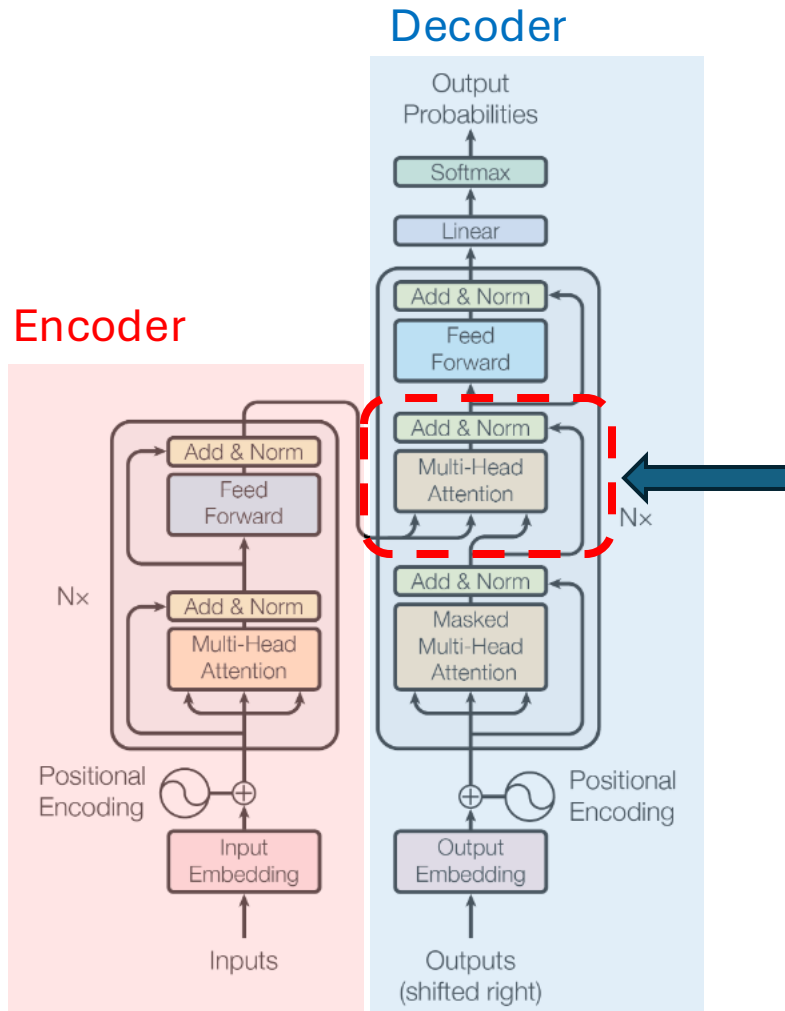 Decoder
Output
Probabilities
Softmax
Linear
Add & Norm
Feed
Forward
Add & Norm
Multi-Head
Attention
Nx
Add & Norm
Masked
Multi-Head
Attention
Positional
Encoding
Output
Embedding
Outputs
(shifted right)
Encoder
Add & Norm
Feed
Forward
Nx
Add & Norm
Multi-Head
Attention
Positional
Encoding
Input
Embedding
Inputs